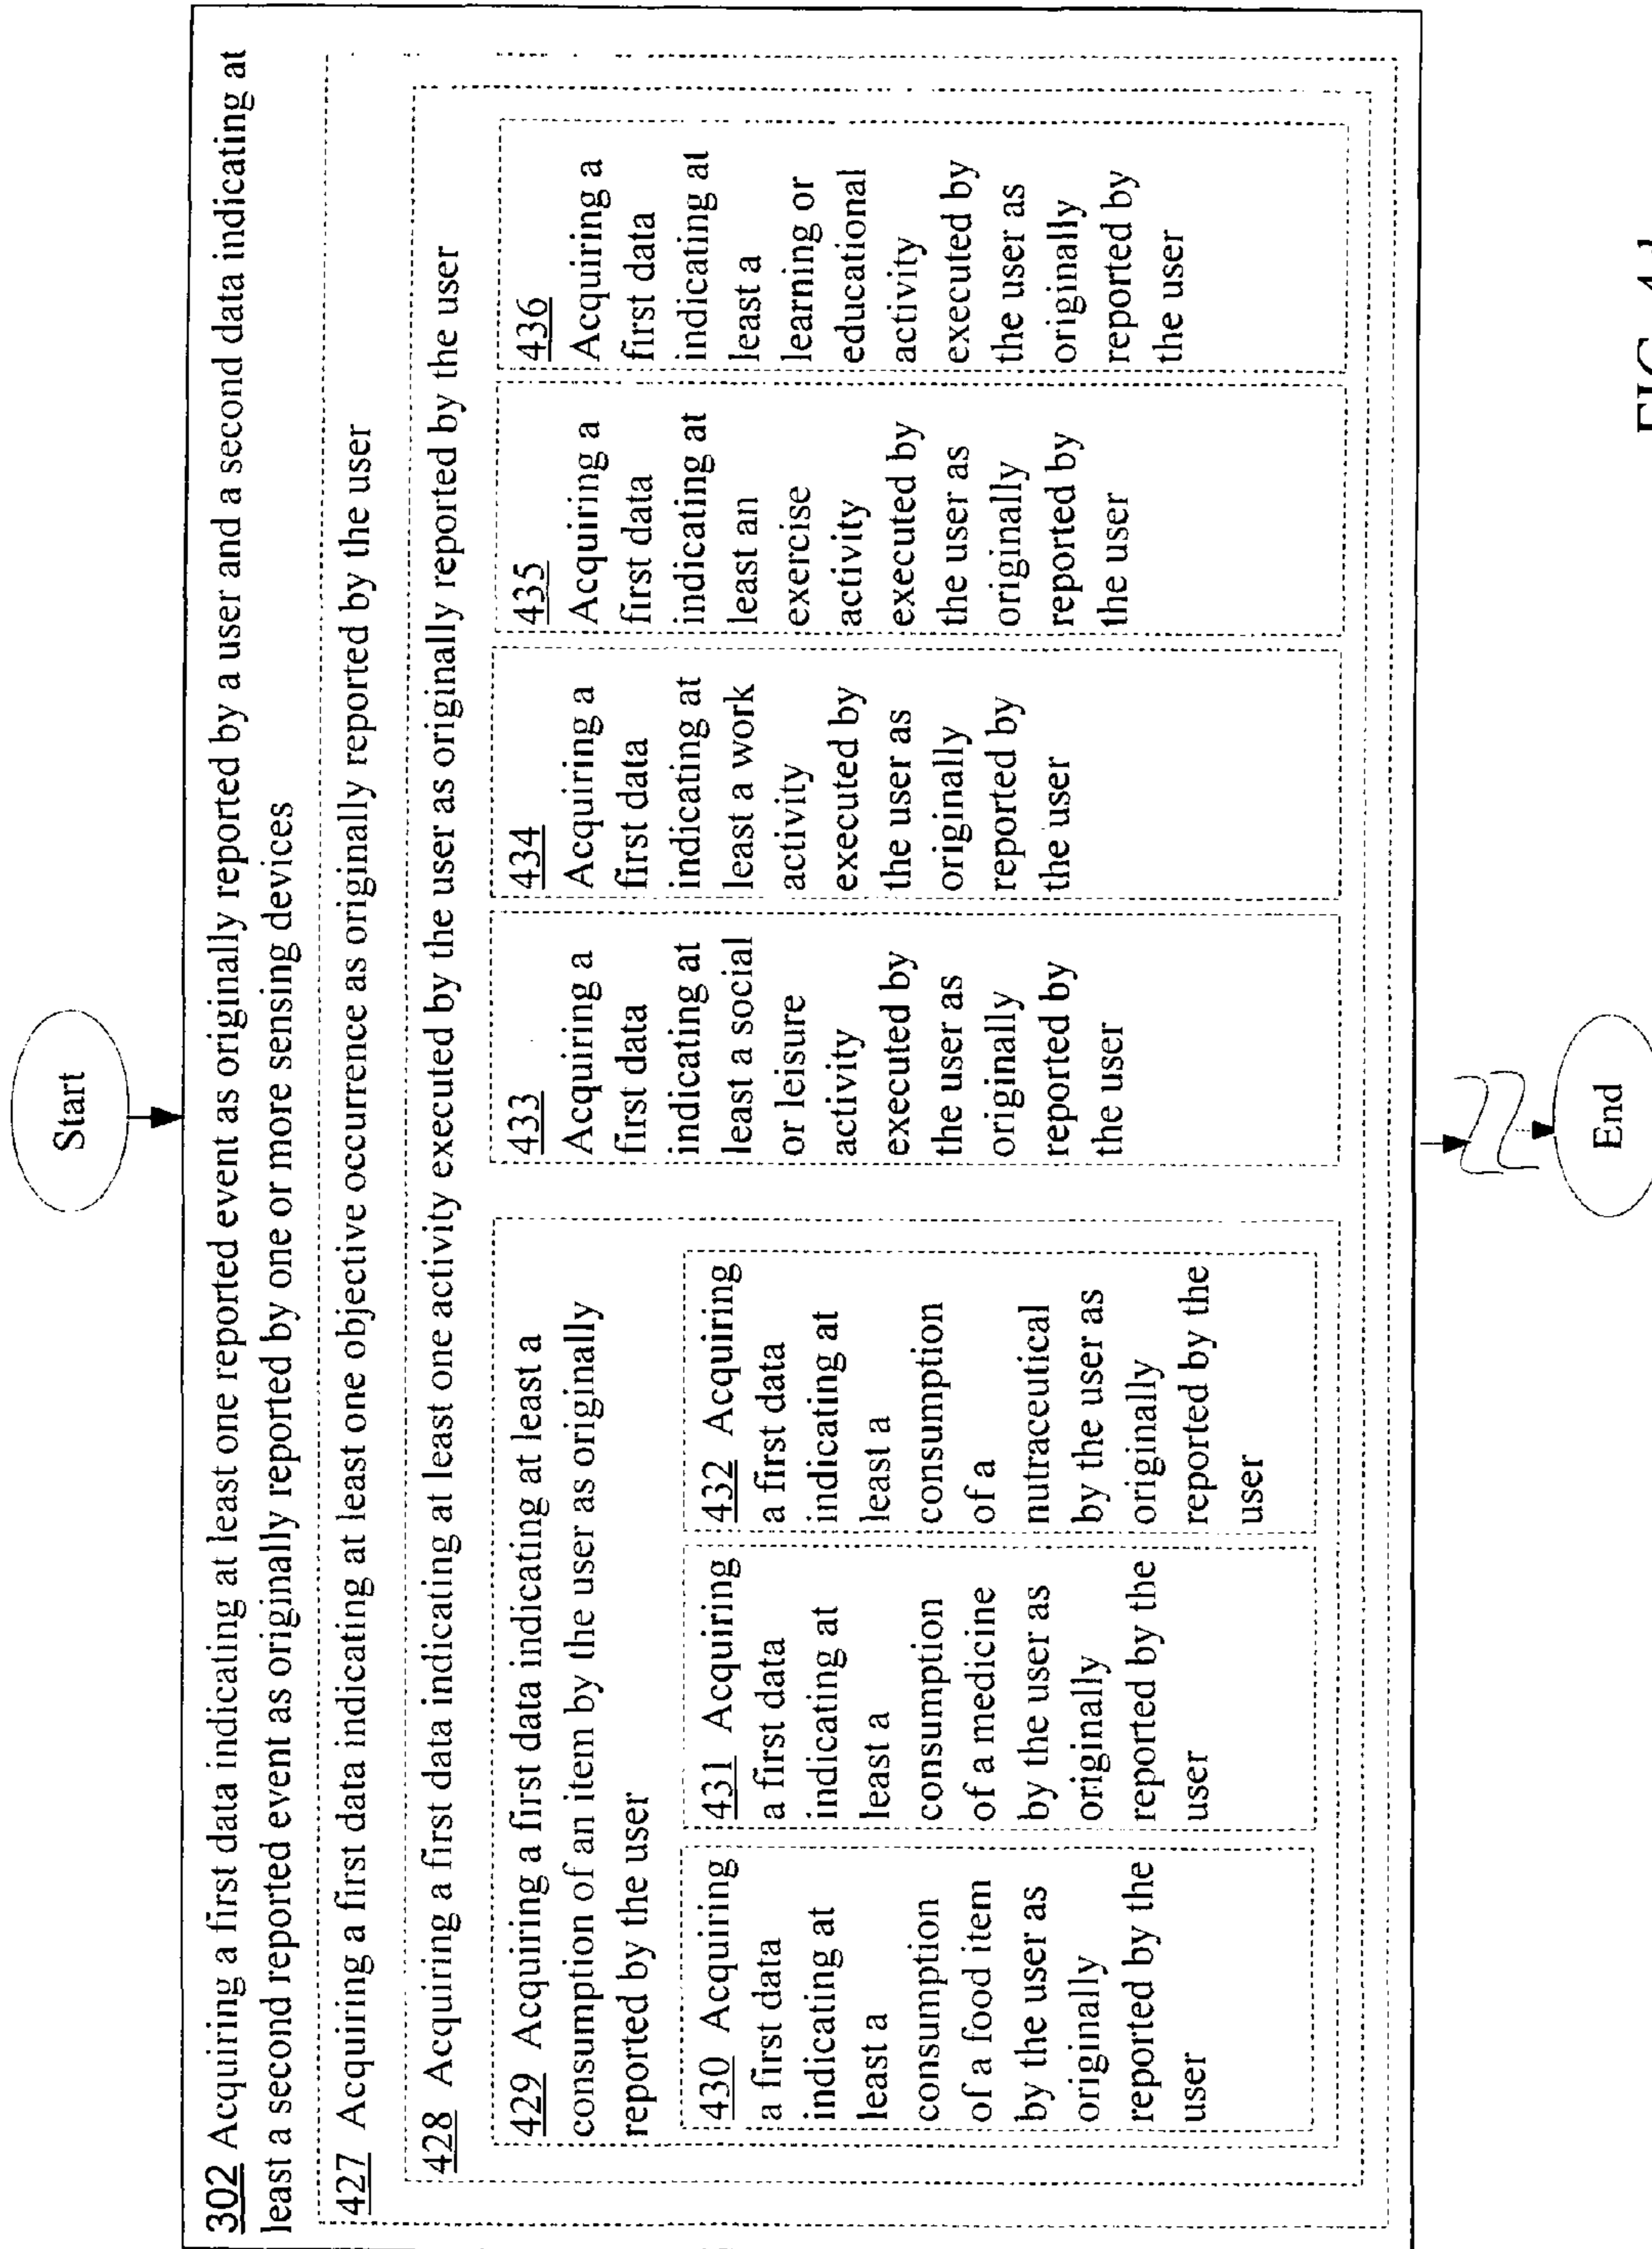 Start
302 Acquiring a first data indicating at least one reported event as originally reported by a user and a second data indicating at
least a second reported event as originally reported by one or more sensing devices
427 Acquiring a first data indicating at least one objective occurrence as originally reported by the user
428 Acquiring a first data indicating at least one activity executed by the user as originally reported by the user
429 Acquiring a first data indicating at least a
consumption of an item by the user as originally
reported by the user
430 Acquiring
a first data
indicating at
least a
consumption
of a food item
by the user as
originally
reported by the
user
431 Acquiring
a first data
indicating at
least a
consumption
of a medicine
by the user as
originally
reported by the
user
432 Acquiring
a first data
indicating at
least a
consumption
of a
nutraceutical
by the user as
originally
reported by the
user
433
Acquiring a
first data
indicating at
least a social
or leisure
activity
executed by
the user as
originally
reported by
the user
434
Acquiring a
first data
indicating at
least a work
activity
executed by
the user as
originally
reported by
the user
435
Acquiring a
first data
indicating at
least an
exercise
activity
executed by
the user as
originally
reported by
the user
436
Acquiring a
first data
indicating at
least a
learning or
educational
activity
executed by
the user as
originally
reported by
the user
End